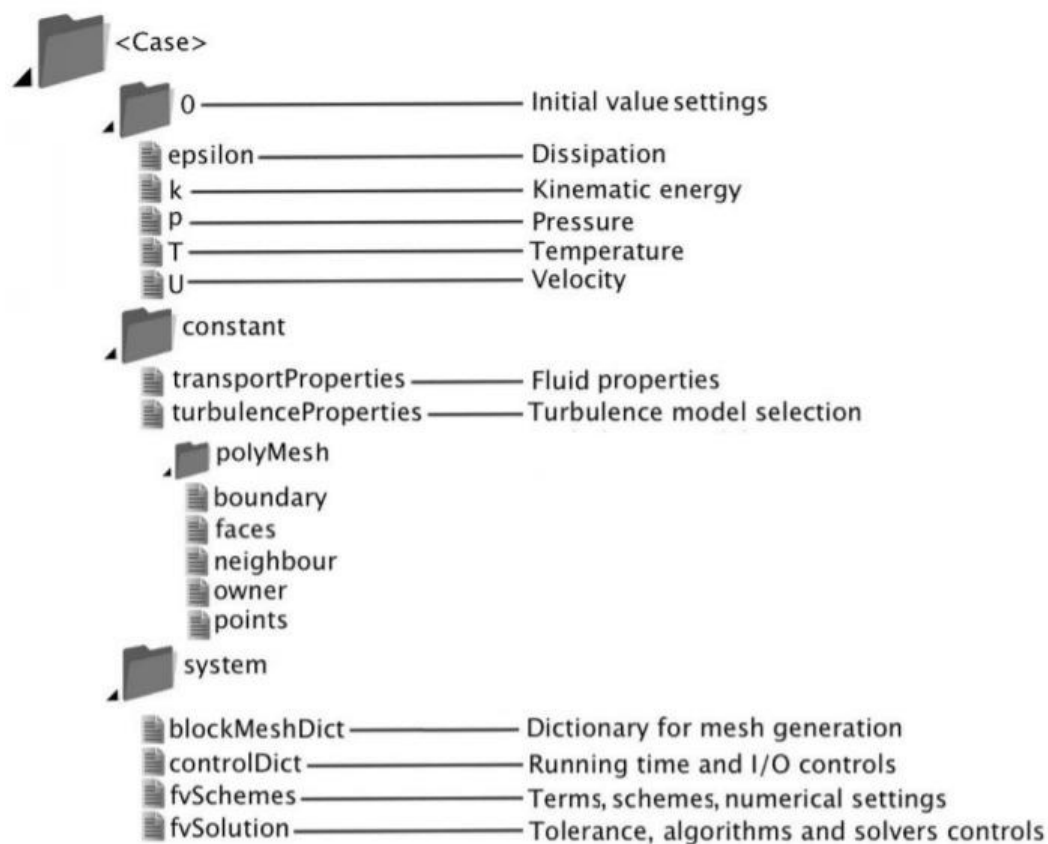 <Case>
0 Initial value settings
epsilon Dissipation
k Kinematic energy
p Pressure
T Temperature
U Velocity
constant
transportProperties Fluid properties
turbulenceProperties Turbulence model selection
polyMesh
boundary
faces
neighbour
owner
points
system
blockMeshDict Dictionary for mesh generation
controlDict Running time and I/O controls
fvSchemes Terms, schemes, numerical settings
fvSolution Tolerance, algorithms and solvers controls